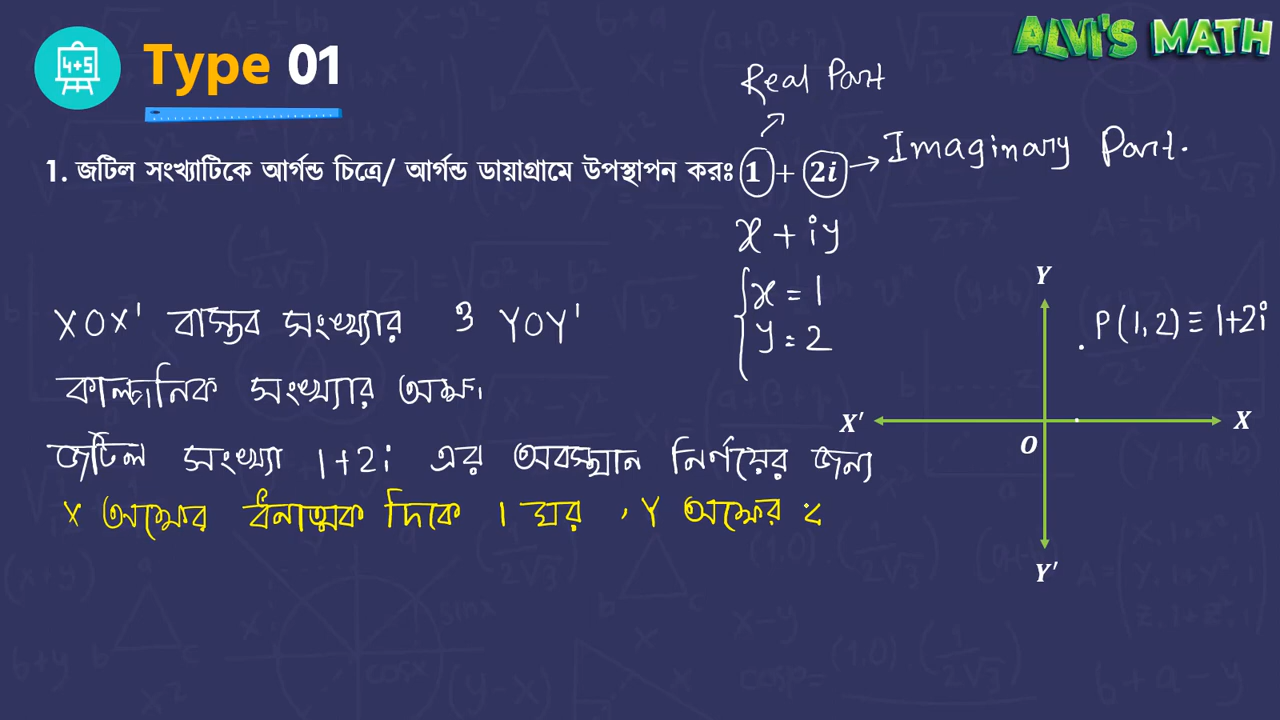 ALVI'S MATH
4+5
Type 01
Real Part
1. জটিল সংখ্যাটিকে আর্গন্ড চিত্রে/ আর্গন্ড ডায়াগ্রামে উপস্থাপন করঃ 1 + 2i → Imaginary Part.
x + iy
x = 1
y = 2
XOX' বাস্তব সংখ্যার ও YOY'
কাল্পনিক সংখ্যার অক্ষ।
জটিল সংখ্যা 1+2i এর অবস্থান নির্ণয়ের জন্য
X অক্ষের ধনাত্মক দিকে 1 ঘর , Y অক্ষের
Y
P(1,2) ≡ 1+2i
X'
X
O
Y'